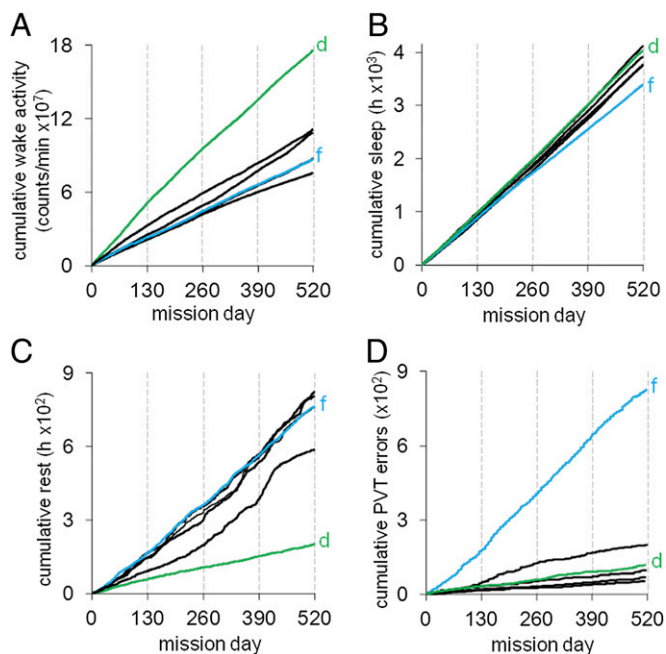 A
cumulative wake activity
(counts/min x10⁷)
18
12
6
0
d
f
0 130 260 390 520
mission day
B
cumulative sleep (h x10³)
4
3
2
1
0
d
f
0 130 260 390 520
mission day
C
cumulative rest (h x10²)
9
6
3
0
f
d
0 130 260 390 520
mission day
D
cumulative PVT errors (x10²)
9
6
3
0
f
d
0 130 260 390 520
mission day